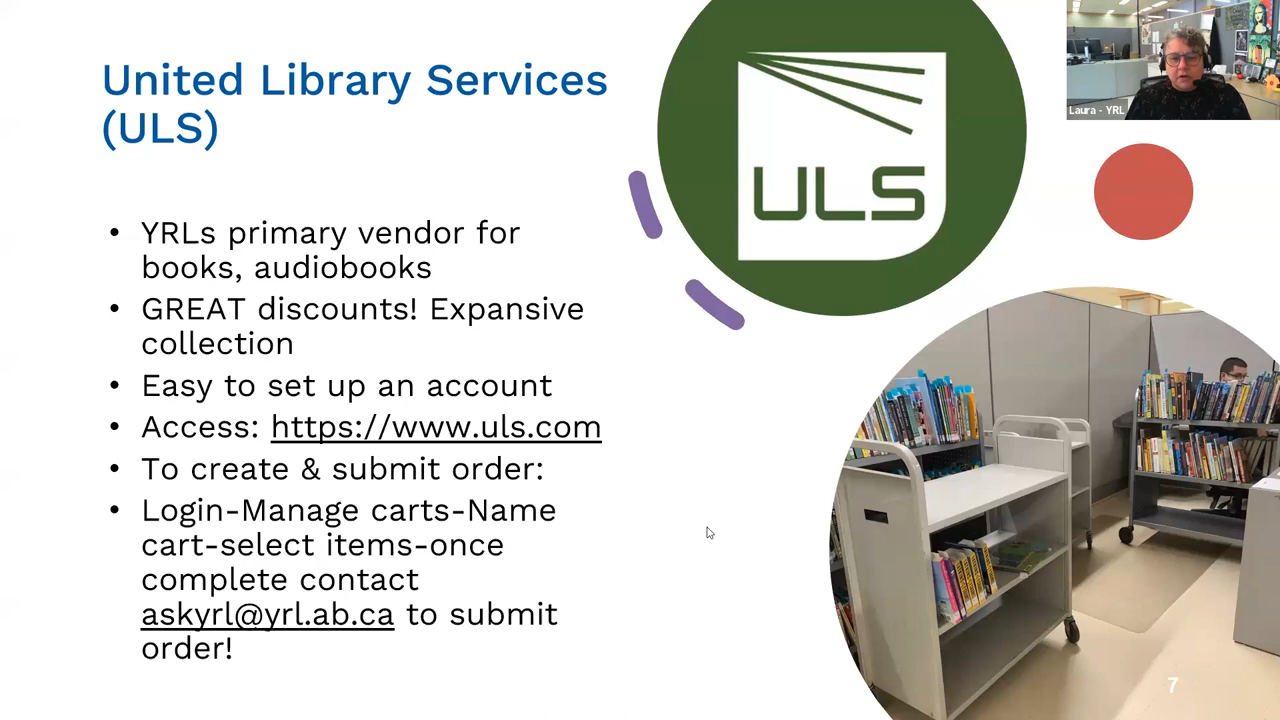 United Library Services
(ULS)
• YRLs primary vendor for
books, audiobooks
• GREAT discounts! Expansive
collection
• Easy to set up an account
• Access: https://www.uls.com
• To create & submit order:
• Login-Manage carts-Name
cart-select items-once
complete contact
askyrl@yrl.ab.ca to submit
order!
ULS
Laura - YRL
7